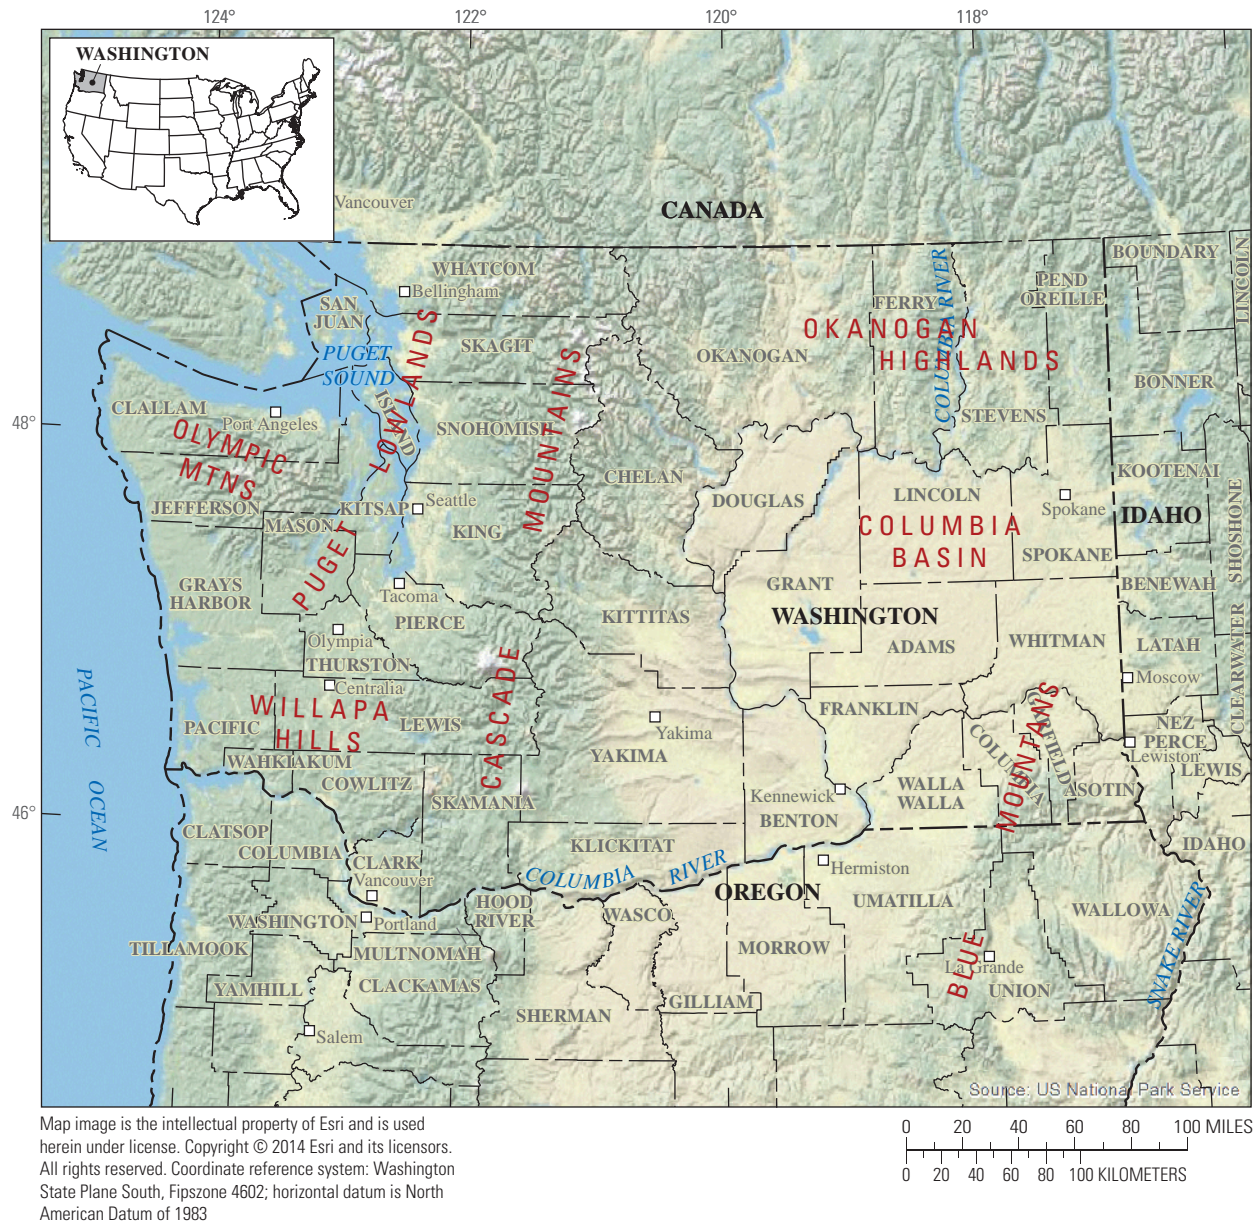 124°
122°
120°
118°
WASHINGTON
Vancouver
CANADA
WHATCOM
Bellingham
SAN
JUAN
SKAGIT
PUGET
SOUND
ISLAND
PUGET LOWLANDS
OKANOGAN
FERRY
PEND
OREILLE
BOUNDARY
LINCOLN
OKANOGAN
HIGHLANDS
COLUMBIA RIVER
STEVENS
BONNER
48°
CLALLAM
Port Angeles
OLYMPIC
MTNS
JEFFERSON
MASON
KITSAP
SNOHOMISH
Seattle
KING
CASCADE MOUNTAINS
CHELAN
DOUGLAS
LINCOLN
Spokane
KOOTENAI
IDAHO
SHOSHONE
COLUMBIA
BASIN
SPOKANE
BENEWAH
GRAYS
HARBOR
Tacoma
PIERCE
KITTITAS
GRANT
WASHINGTON
ADAMS
WHITMAN
LATAH
Moscow
CLEARWATER
Olympia
THURSTON
Centralia
WILLAPA
HILLS
PACIFIC
LEWIS
PACIFIC OCEAN
Yakima
YAKIMA
FRANKLIN
GARFIELD
COLUMBIA
NEZ
PERCE
Lewiston
LEWIS
WAHKIAKUM
COWLITZ
SKAMANIA
Kennewick
BENTON
WALLA
WALLA
ASOTIN
BLUE MOUNTANS
46°
CLATSOP
COLUMBIA
CLARK
Vancouver
KLICKITAT
COLUMBIA RIVER
OREGON
Hermiston
IDAHO
WASHINGTON
Portland
HOOD
RIVER
WASCO
UMATILLA
WALLOWA
SNAKE RIVER
TILLAMOOK
MULTNOMAH
MORROW
La Grande
YAMHILL
CLACKAMAS
GILLIAM
UNION
SHERMAN
Salem
Source: US National Park Service
Map image is the intellectual property of Esri and is used
herein under license. Copyright © 2014 Esri and its licensors.
All rights reserved. Coordinate reference system: Washington
State Plane South, Fipszone 4602; horizontal datum is North
American Datum of 1983
0 20 40 60 80 100 MILES
0 20 40 60 80 100 KILOMETERS